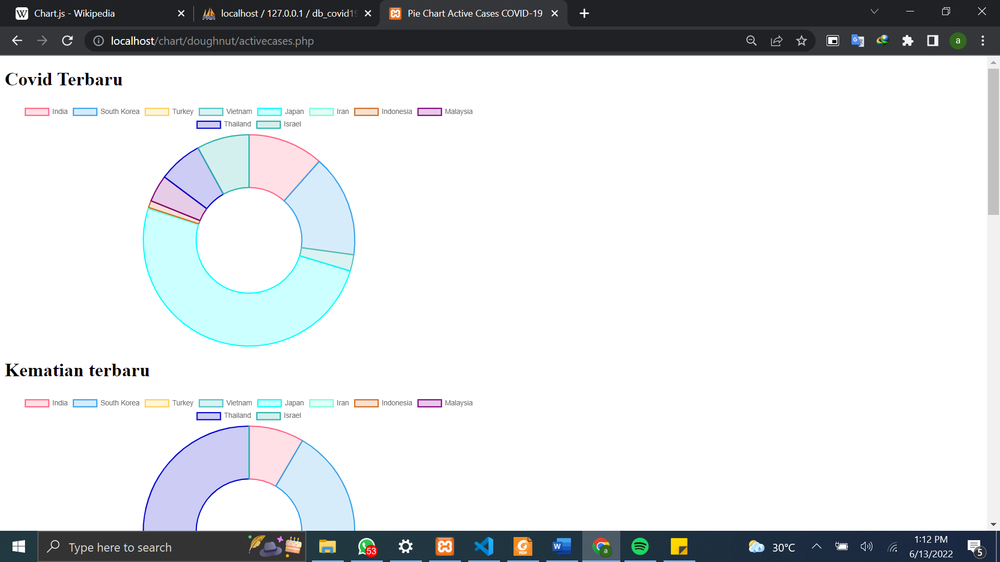 Chart.js - Wikipedia
localhost / 127.0.0.1 / db_covid19
Pie Chart Active Cases COVID-19
localhost/chart/doughnut/activecases.php
a
Covid Terbaru
India South Korea Turkey Vietnam Japan Iran Indonesia Malaysia
Thailand Israel
Kematian terbaru
India South Korea Turkey Vietnam Japan Iran Indonesia Malaysia
Thailand Israel
Type here to search
53
PDF
W
a
30°C
1:12 PM
6/13/2022
5